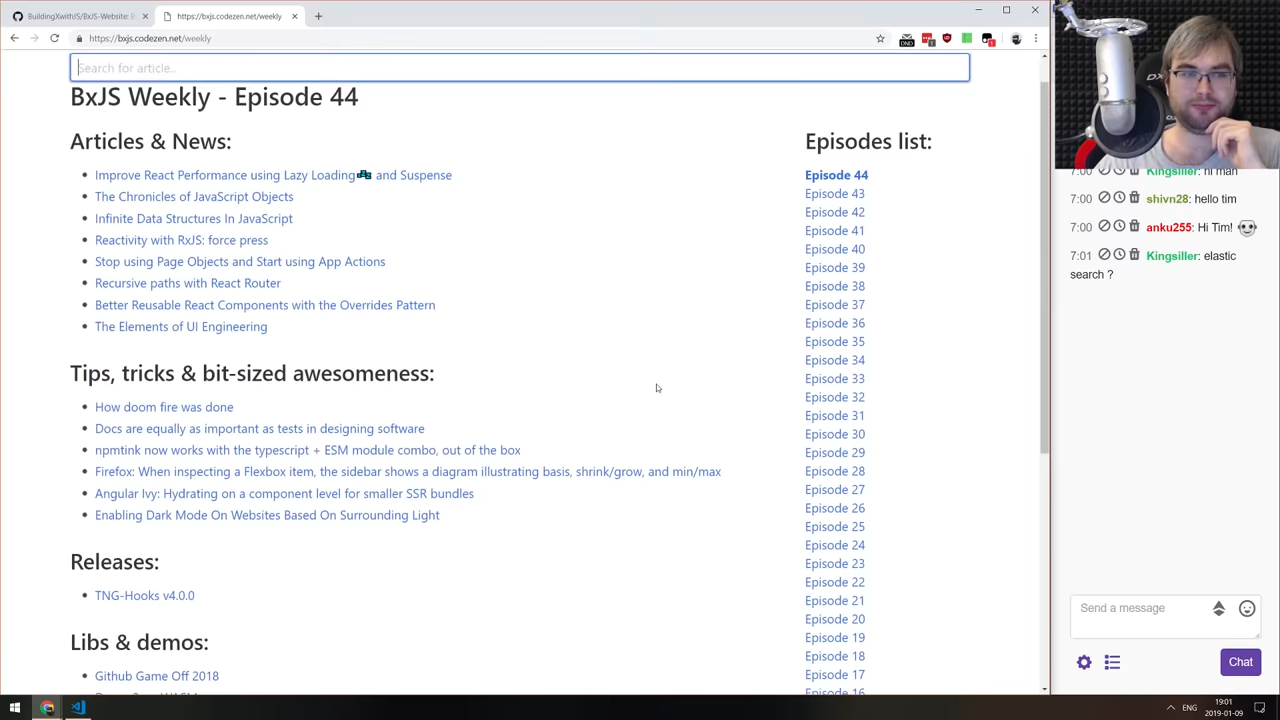 BuildingXwithJS/BxJS-Website: B
https://bxjs.codezen.net/weekly
https://bxjs.codezen.net/weekly
DND
Search for article..
BxJS Weekly - Episode 44
Articles & News:
Improve React Performance using Lazy Loading and Suspense
The Chronicles of JavaScript Objects
Infinite Data Structures In JavaScript
Reactivity with RxJS: force press
Stop using Page Objects and Start using App Actions
Recursive paths with React Router
Better Reusable React Components with the Overrides Pattern
The Elements of UI Engineering
Tips, tricks & bit-sized awesomeness:
How doom fire was done
Docs are equally as important as tests in designing software
npmtink now works with the typescript + ESM module combo, out of the box
Firefox: When inspecting a Flexbox item, the sidebar shows a diagram illustrating basis, shrink/grow, and min/max
Angular Ivy: Hydrating on a component level for smaller SSR bundles
Enabling Dark Mode On Websites Based On Surrounding Light
Releases:
TNG-Hooks v4.0.0
Libs & demos:
Github Game Off 2018
Episodes list:
Episode 44
Episode 43
Episode 42
Episode 41
Episode 40
Episode 39
Episode 38
Episode 37
Episode 36
Episode 35
Episode 34
Episode 33
Episode 32
Episode 31
Episode 30
Episode 29
Episode 28
Episode 27
Episode 26
Episode 25
Episode 24
Episode 23
Episode 22
Episode 21
Episode 20
Episode 19
Episode 18
Episode 17
Episode 16
7:00 Kingsiller: hi man
7:00 shivn28: hello tim
7:00 anku255: Hi Tim!
7:01 Kingsiller: elastic
search ?
Send a message
Chat
ENG
19:01
2019-01-09